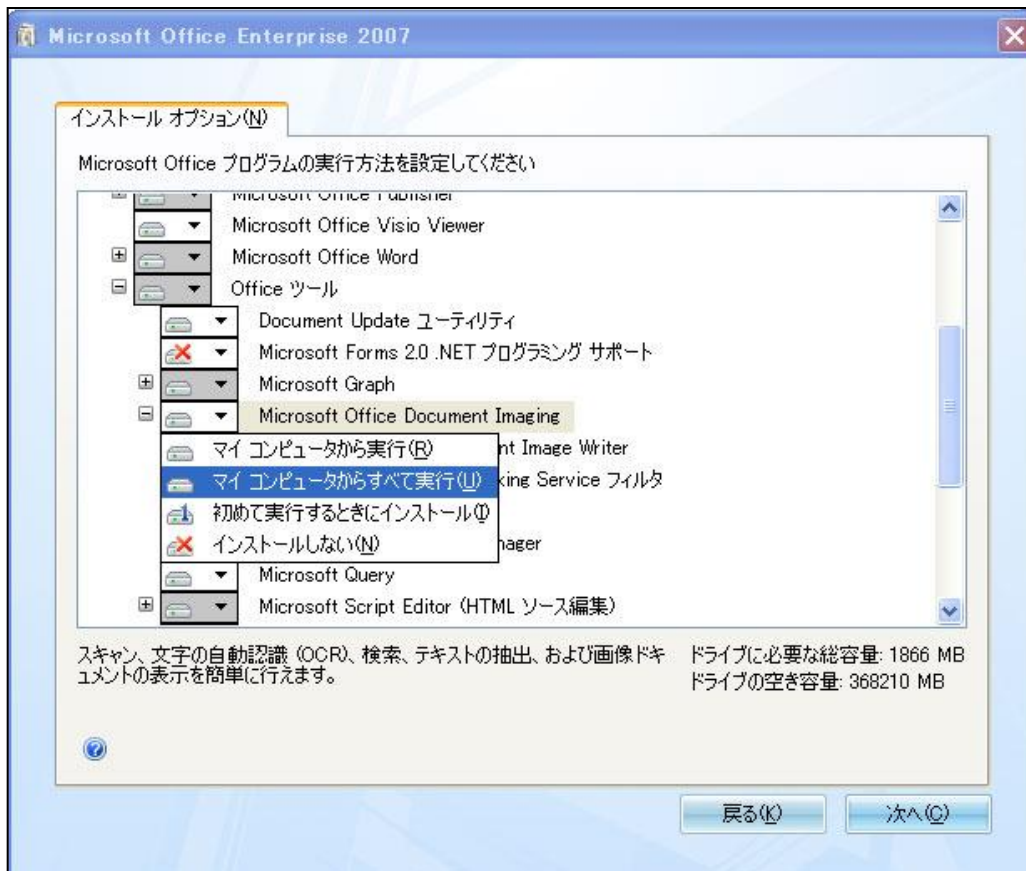 Microsoft Office Enterprise 2007
インストール オプション(N)
Microsoft Office プログラムの実行方法を設定してください
Microsoft Office Publisher
Microsoft Office Visio Viewer
Microsoft Office Word
Office ツール
Document Update ユーティリティ
Microsoft Forms 2.0 .NET プログラミング サポート
Microsoft Graph
Microsoft Office Document Imaging
マイ コンピュータから実行(R) nt Image Writer
マイ コンピュータからすべて実行(U) king Service フィルタ
初めて実行するときにインストール(I)
インストールしない(N) nager
Microsoft Query
Microsoft Script Editor (HTML ソース編集)
スキャン、文字の自動認識 (OCR)、検索、テキストの抽出、および画像ドキ
ュメントの表示を簡単に行えます。
ドライブに必要な総容量: 1866 MB
ドライブの空き容量: 368210 MB
戻る(K) 次へ(C)